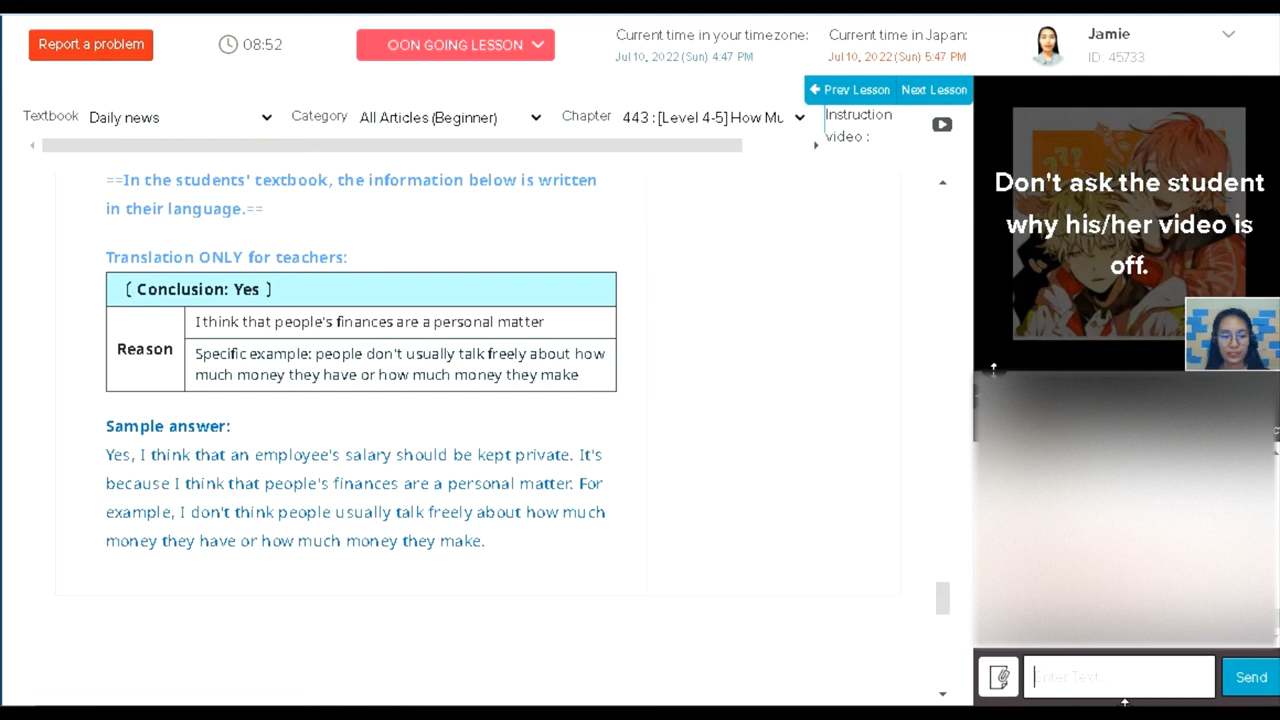 Report a problem
08:52
OON GOING LESSON
Current time in your timezone:
Jul 10, 2022 (Sun) 4:47 PM
Current time in Japan:
Jul 10, 2022 (Sun) 5:47 PM
Jamie
ID: 45733
Prev Lesson
Next Lesson
Textbook
Daily news
Category
All Articles (Beginner)
Chapter
443 : [Level 4-5] How Mu
Instruction
video :
==In the students' textbook, the information below is written
in their language.==
Translation ONLY for teachers:
〔 Conclusion: Yes 〕
Reason
I think that people's finances are a personal matter
Specific example: people don't usually talk freely about how
much money they have or how much money they make
Sample answer:
Yes, I think that an employee's salary should be kept private. It's
because I think that people's finances are a personal matter. For
example, I don't think people usually talk freely about how much
money they have or how much money they make.
Don't ask the student
why his/her video is
off.
Enter Text...
Send